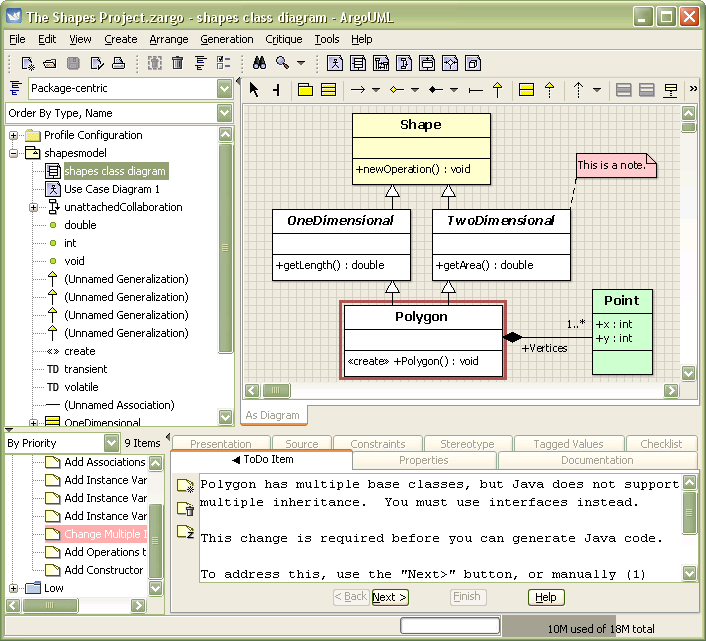 The Shapes Project.zargo - shapes class diagram - ArgoUML
File Edit View Create Arrange Generation Critique Tools Help
Package-centric
Order By Type, Name
Profile Configuration
shapesmodel
shapes class diagram
Use Case Diagram 1
unattachedCollaboration
double
int
void
(Unnamed Generalization)
(Unnamed Generalization)
(Unnamed Generalization)
(Unnamed Generalization)
«» create
TD transient
TD volatile
(Unnamed Association)
OneDimensional
Shape
+newOperation() : void
This is a note.
OneDimensional
+getLength() : double
TwoDimensional
+getArea() : double
Polygon
«create» +Polygon() : void
1..*
+Vertices
Point
+x : int
+y : int
As Diagram
By Priority
9 Items
Add Associations
Add Instance Var
Add Instance Var
Add Instance Var
Change Multiple I
Add Operations t
Add Constructor
Low
Presentation Source Constraints Stereotype Tagged Values Checklist
ToDo Item Properties Documentation
Polygon has multiple base classes, but Java does not support
multiple inheritance. You must use interfaces instead.
This change is required before you can generate Java code.
To address this, use the "Next>" button, or manually (1)
< Back Next > Finish Help
10M used of 18M total